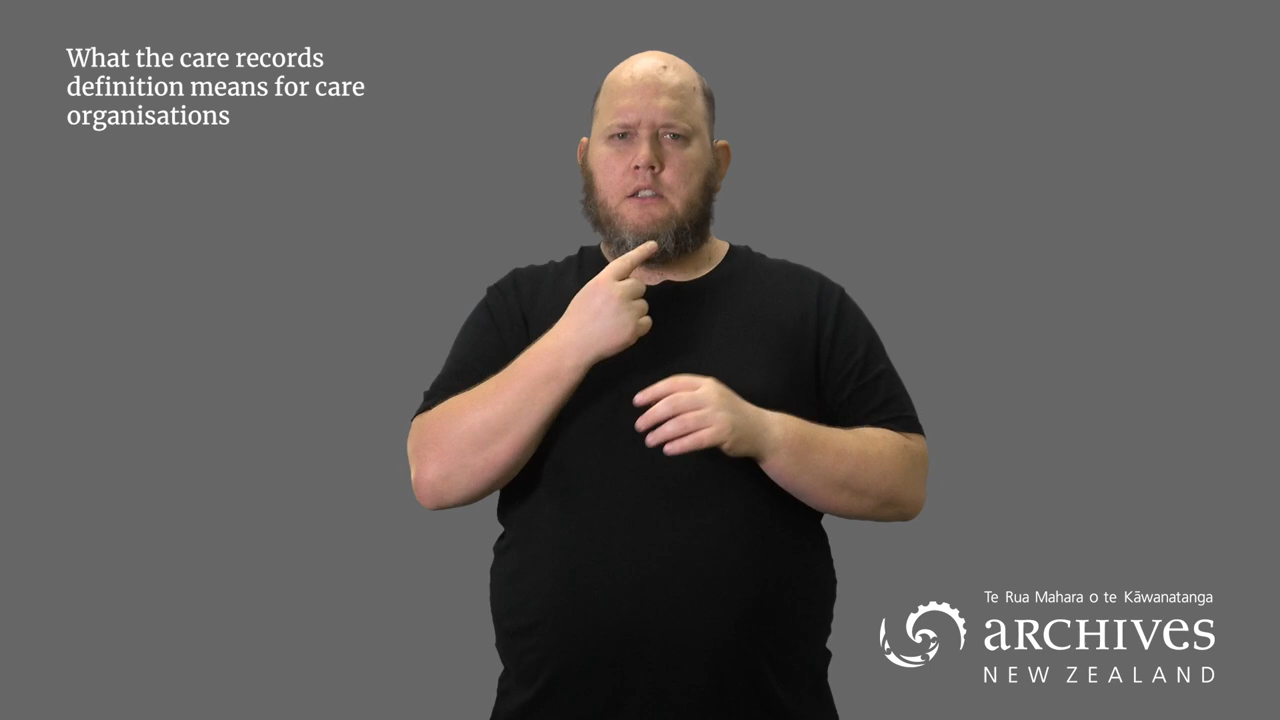 What the care records
definition means for care
organisations
Te Rua Mahara o te Kāwanatanga
ARCHIVES
NEW ZEALAND